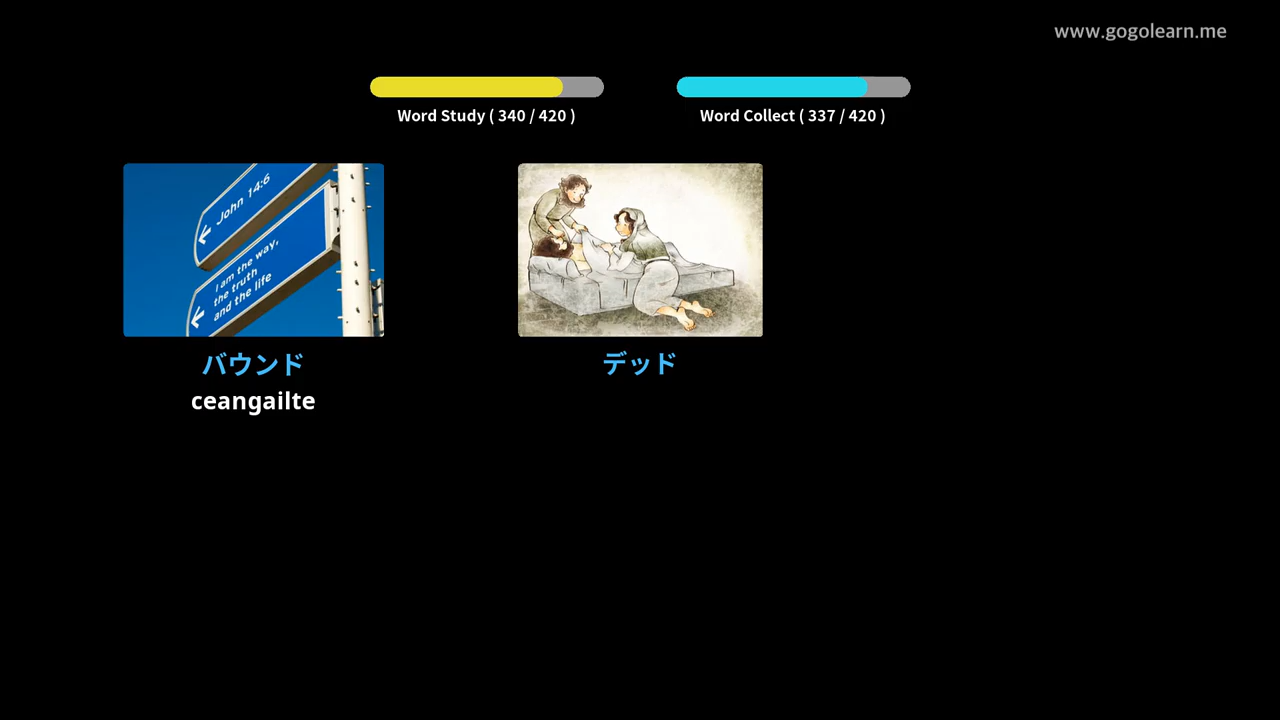 www.gogolearn.me
Word Study ( 340 / 420 )
Word Collect ( 337 / 420 )
John 14:6
I am the way,
the truth
and the life
バウンド
ceangailte
デッド